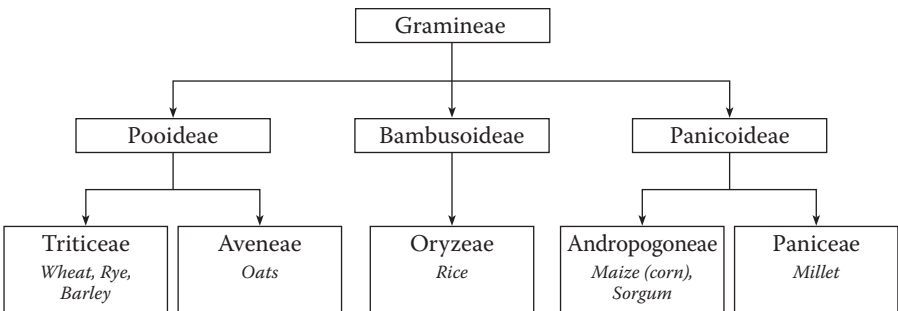 Gramineae
Pooideae
Bambusoideae
Panicoideae
Triticeae
Wheat, Rye,
Barley
Aveneae
Oats
Oryzeae
Rice
Andropogoneae
Maize (corn),
Sorgum
Paniceae
Millet